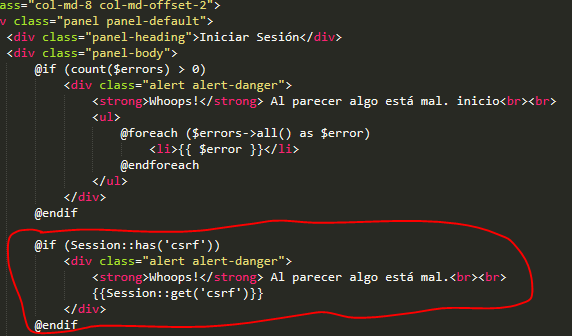 ass="col-md-8 col-md-offset-2">
v class="panel panel-default">
<div class="panel-heading">Iniciar Sesión</div>
<div class="panel-body">
@if (count($errors) > 0)
<div class="alert alert-danger">
<strong>Whoops!</strong> Al parecer algo está mal. inicio<br><br>
<ul>
@foreach ($errors->all() as $error)
<li>{{ $error }}</li>
@endforeach
</ul>
</div>
@endif
@if (Session::has('csrf'))
<div class="alert alert-danger">
<strong>Whoops!</strong> Al parecer algo está mal.<br><br>
{{Session::get('csrf')}}
</div>
@endif